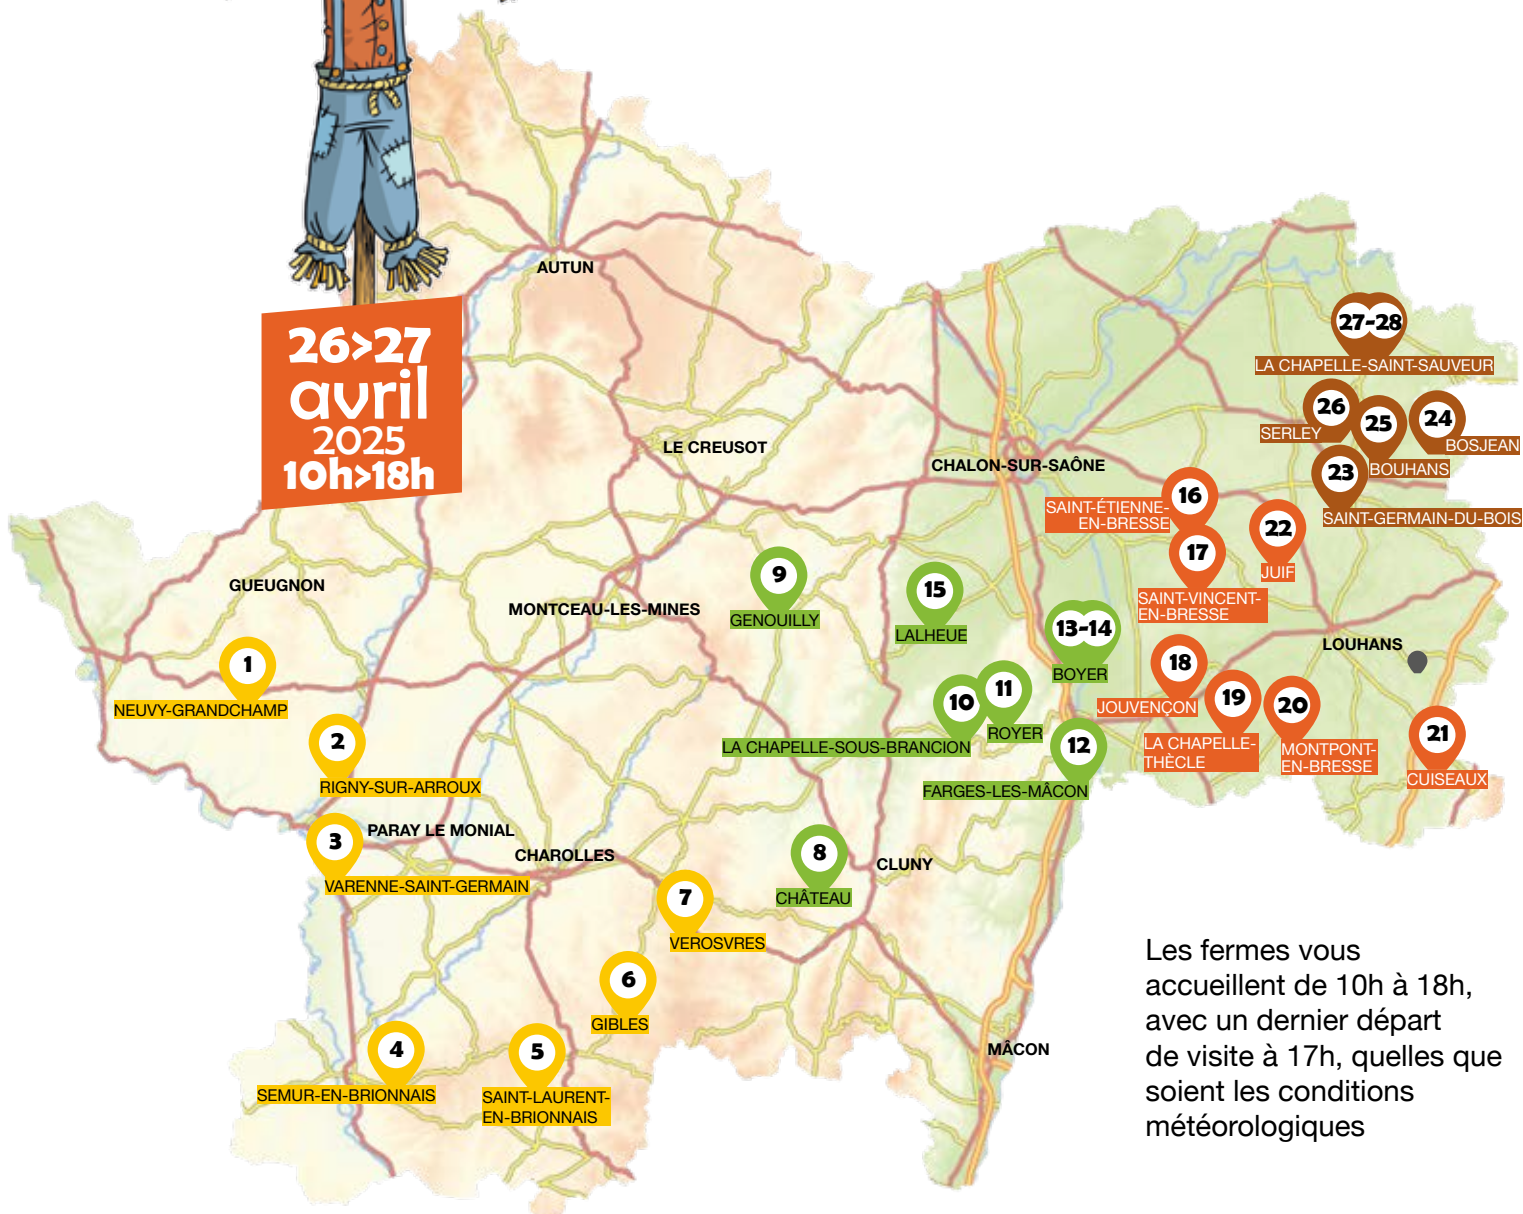 26>27
avril
2025
10h>18h
AUTUN
27-28
LA CHAPELLE-SAINT-SAUVEUR
26
SERLEY
25
BOUHANS
24
BOSJEAN
23
SAINT-GERMAIN-DU-BOIS
LE CREUSOT
CHALON-SUR-SAÔNE
16
SAINT-ÉTIENNE-
EN-BRESSE
22
JUIF
17
SAINT-VINCENT-
EN-BRESSE
GUEUGNON
MONTCEAU-LES-MINES
9
GENOUILLY
15
LALHEUE
13-14
BOYER
LOUHANS
1
NEUVY-GRANDCHAMP
2
RIGNY-SUR-ARROUX
10
LA CHAPELLE-SOUS-BRANCION
11
ROYER
12
FARGES-LES-MÂCON
18
JOUVENÇON
19
LA CHAPELLE-
THÈCLE
20
MONTPONT-
EN-BRESSE
21
CUISEAUX
3
VARENNE-SAINT-GERMAIN
PARAY LE MONIAL
CHAROLLES
8
CHÂTEAU
CLUNY
7
VEROSVRES
6
GIBLES
4
SEMUR-EN-BRIONNAIS
5
SAINT-LAURENT-
EN-BRIONNAIS
MÂCON
Les fermes vous
accueillent de 10h à 18h,
avec un dernier départ
de visite à 17h, quelles que
soient les conditions
météorologiques